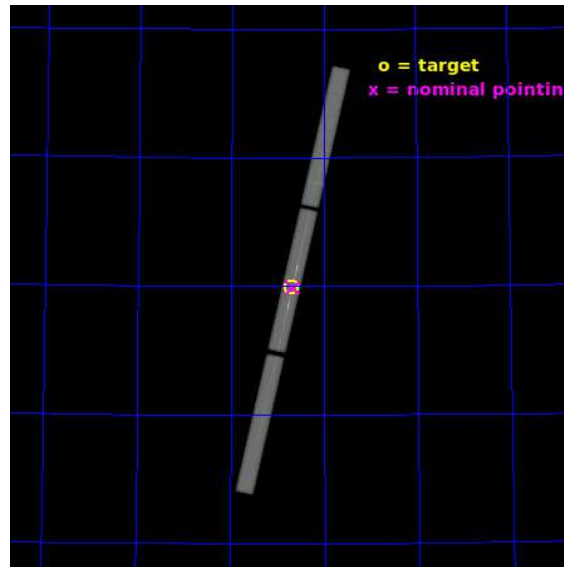 o = target
x = nominal pointin